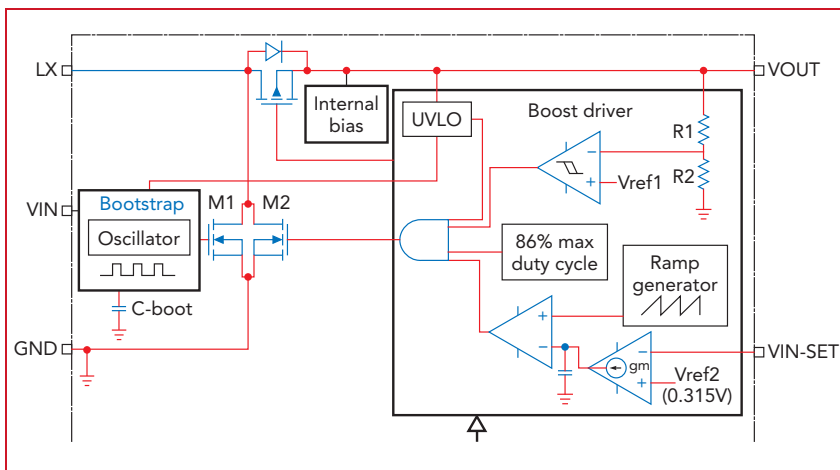 LX
VOUT
Internal
bias
UVLO
Boost driver
R1
R2
Vref1
VIN
Bootstrap
Oscillator
M1
M2
86% max
duty cycle
Ramp
generator
C-boot
GND
gm
Vref2
(0.315V)
VIN-SET